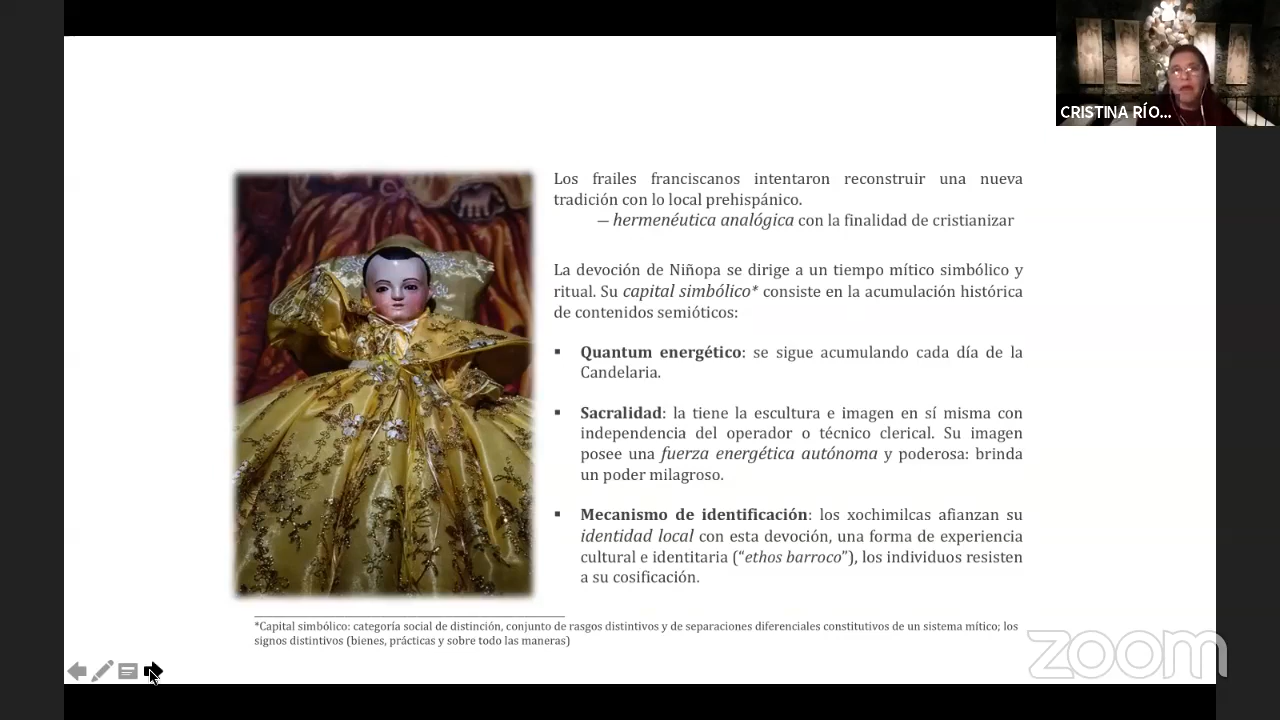 CRISTINA RÍO...
Los frailes franciscanos intentaron reconstruir una nueva
tradición con lo local prehispánico.
— hermenéutica analógica con la finalidad de cristianizar
La devoción de Niñopa se dirige a un tiempo mítico simbólico y
ritual. Su capital simbólico* consiste en la acumulación histórica
de contenidos semióticos:
▪ Quantum energético: se sigue acumulando cada día de la
Candelaria.
▪ Sacralidad: la tiene la escultura e imagen en sí misma con
independencia del operador o técnico clerical. Su imagen
posee una fuerza energética autónoma y poderosa: brinda
un poder milagroso.
▪ Mecanismo de identificación: los xochimilcas afianzan su
identidad local con esta devoción, una forma de experiencia
cultural e identitaria (“ethos barroco”), los individuos resisten
a su cosificación.
*Capital simbólico: categoría social de distinción, conjunto de rasgos distintivos y de separaciones diferenciales constitutivos de un sistema mítico; los
signos distintivos (bienes, prácticas y sobre todo las maneras)
zoom